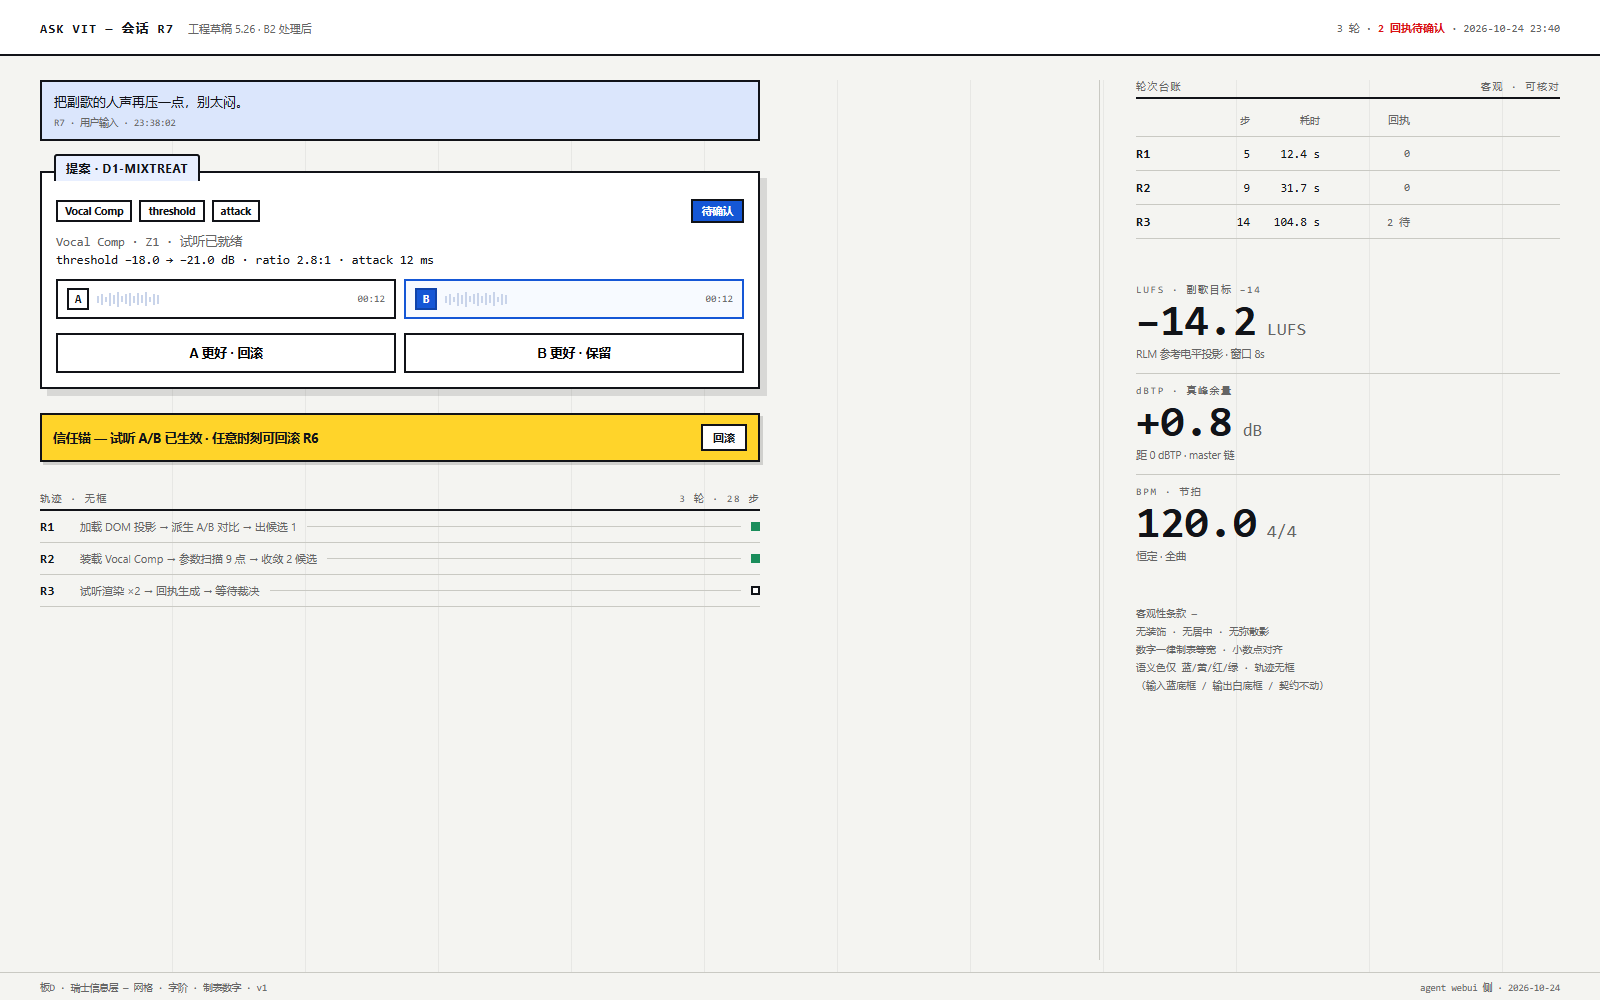 ASK VIT — 会话 R7 工程草稿 5.26 · B2 处理后
3 轮 · 2 回执待确认 · 2026-10-24 23:40
把副歌的人声再压一点，别太闷。
R7 · 用户输入 · 23:38:02
提案 · D1-MIXTREAT
Vocal Comp threshold attack 待确认
Vocal Comp · Z1 · 试听已就绪
threshold −18.0 → −21.0 dB · ratio 2.8:1 · attack 12 ms
A 00:12 B 00:12
A 更好 · 回滚 B 更好 · 保留
信任锚 — 试听 A/B 已生效 · 任意时刻可回滚 R6 回滚
轨迹 · 无框 3 轮 · 28 步
R1 加载 DOM 投影 → 派生 A/B 对比 → 出候选 1
R2 装载 Vocal Comp → 参数扫描 9 点 → 收敛 2 候选
R3 试听渲染 ×2 → 回执生成 → 等待裁决
轮次台账 客观 · 可核对
步 耗时 回执
R1 5 12.4 s 0
R2 9 31.7 s 0
R3 14 104.8 s 2 待
LUFS · 副歌目标 −14
−14.2 LUFS
RLM 参考电平投影 · 窗口 8s
dBTP · 真峰余量
+0.8 dB
距 0 dBTP · master 链
BPM · 节拍
120.0 4/4
恒定 · 全曲
客观性条款 —
无装饰 · 无居中 · 无弥散影
数字一律制表等宽 · 小数点对齐
语义色仅 蓝/黄/红/绿 · 轨迹无框
（输入蓝底框 / 输出白底框 / 契约不动）
板D · 瑞士信息层 — 网格 · 字阶 · 制表数字 · v1
agent webui 侧 · 2026-10-24